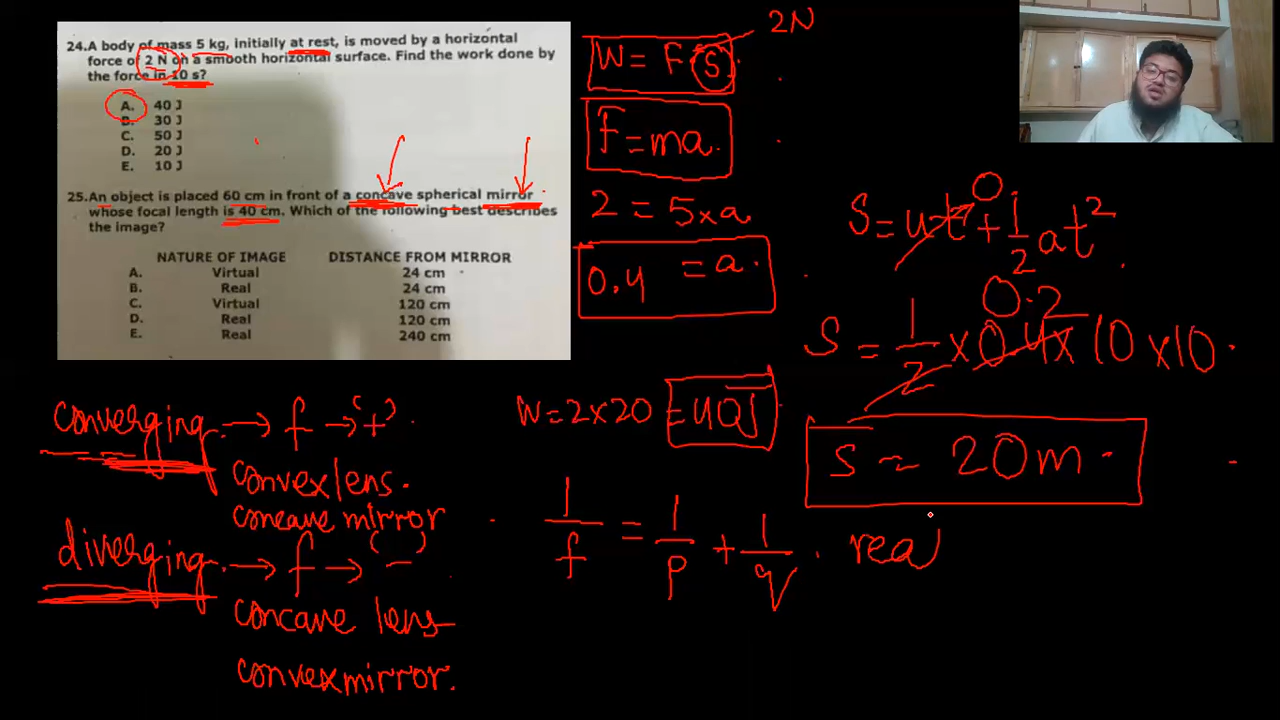 24.A body of mass 5 kg, initially at rest, is moved by a horizontal
force of 2 N on a smooth horizontal surface. Find the work done by
the force in 10 s?
A. 40 J
B. 30 J
C. 50 J
D. 20 J
E. 10 J
25.An object is placed 60 cm in front of a concave spherical mirror
whose focal length is 40 cm. Which of the following best describes
the image?
NATURE OF IMAGE DISTANCE FROM MIRROR
A. Virtual 24 cm
B. Real 24 cm
C. Virtual 120 cm
D. Real 120 cm
E. Real 240 cm
2N
W = F S
F = ma
2 = 5 x a
0.4 = a
0
S = ut + 1/2 at²
0.2
S = 1/2 x 0.4 x 10 x 10
W = 2 x 20 = 40J
S = 20m
converging → f → '+'
convex lens
concave mirror
diverging → f → (-)
concave lens
convex mirror.
1/f = 1/p + 1/q . real